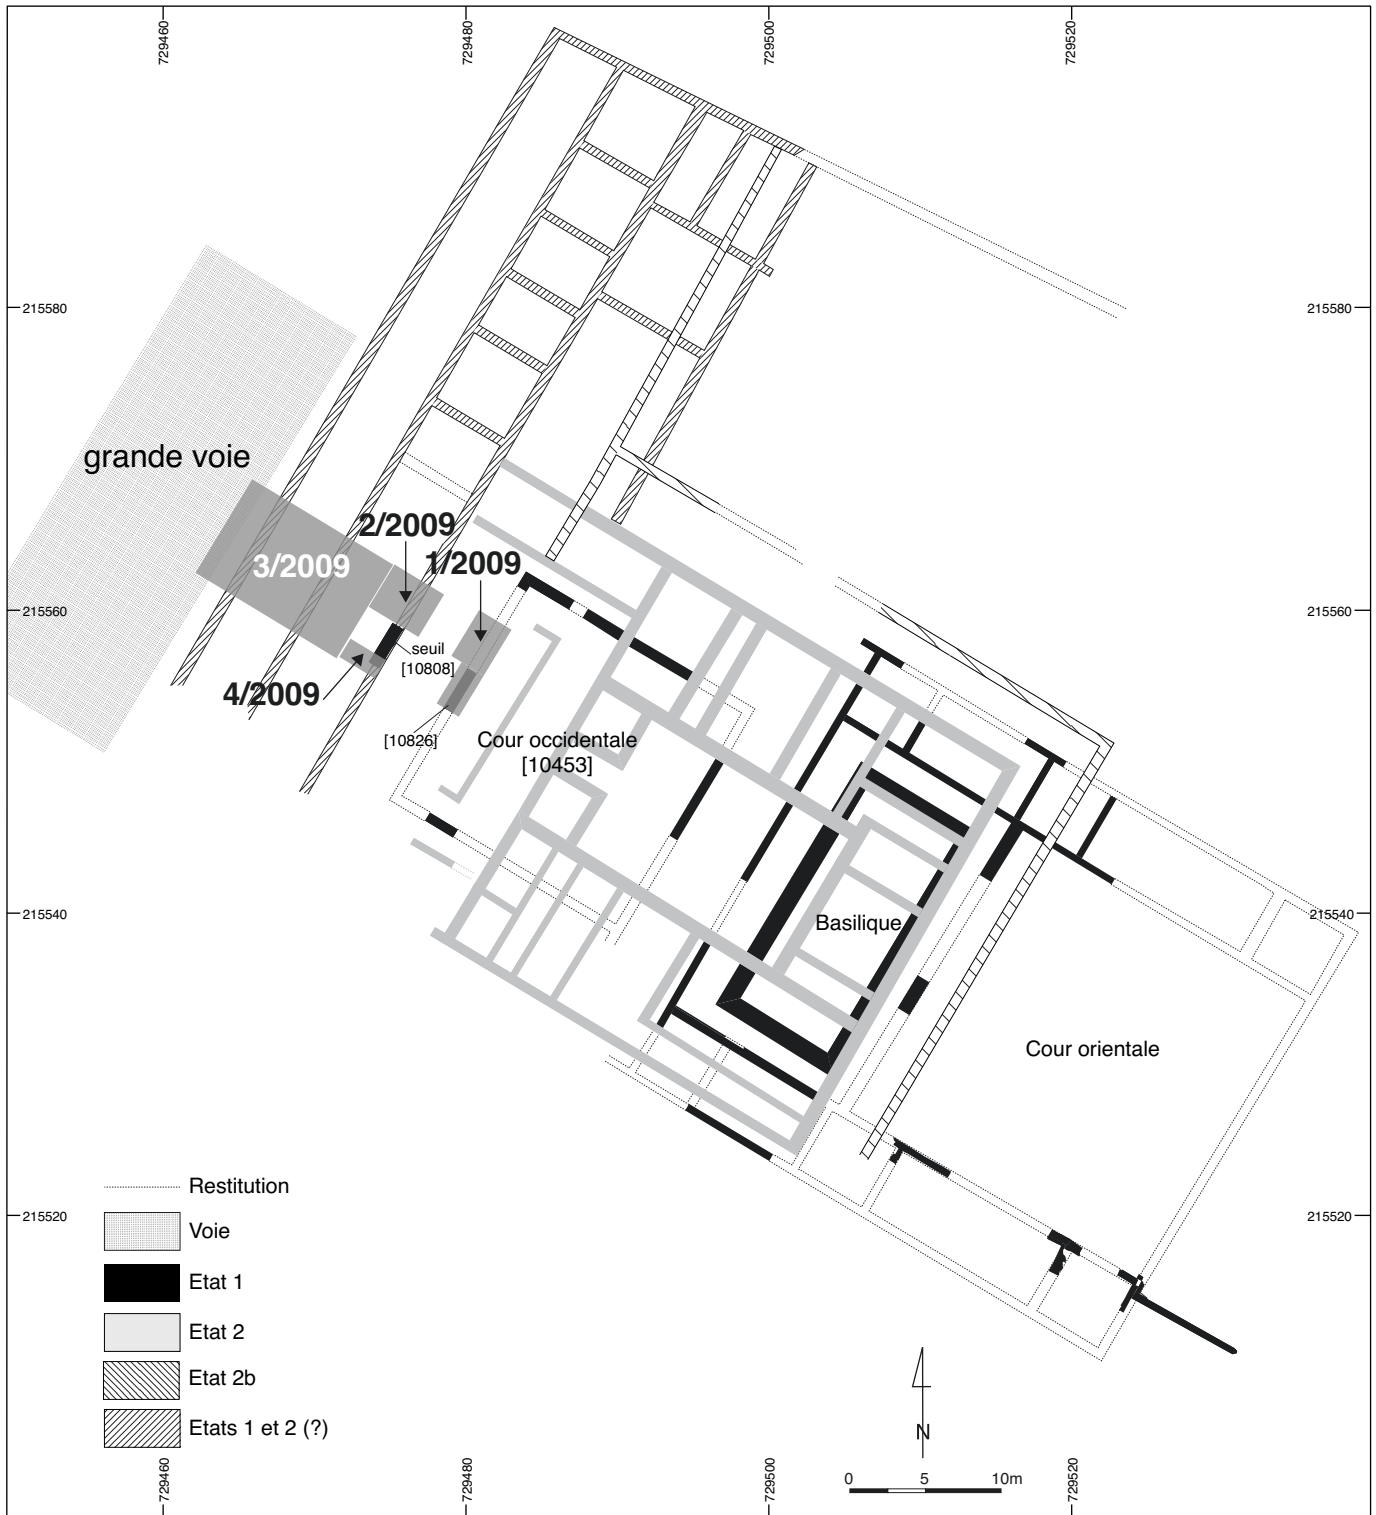 729460
729480
729500
729520
215580
215580
grande voie
2/2009
1/2009
3/2009
215560
215560
seuil
[10808]
4/2009
[10826]
Cour occidentale
[10453]
Basilique
215540
215540
Cour orientale
Restitution
215520
215520
Voie
Etat 1
Etat 2
Etat 2b
Etats 1 et 2 (?)
N
0 5 10m
729460
729480
729500
729520